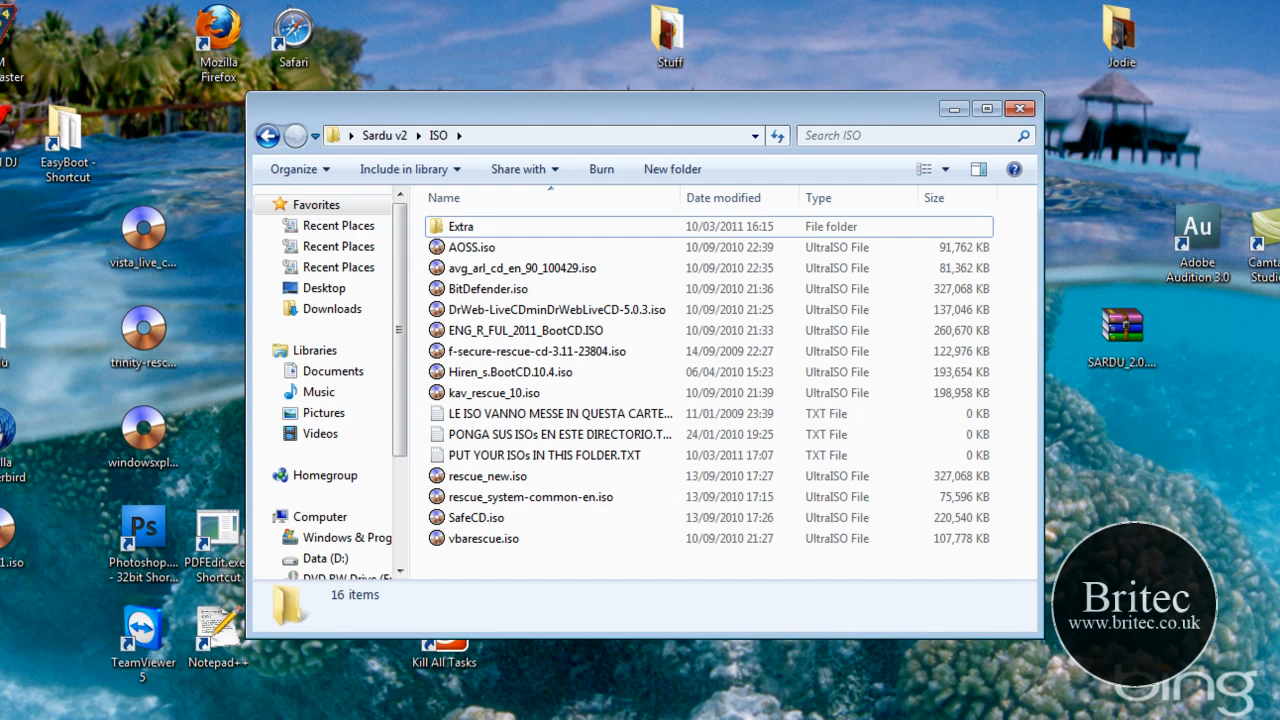 4
M
aster
Mozilla
Firefox
Safari
Stuff
Jodie
DJ
EasyBoot -
Shortcut
Sardu v2 ISO
Search ISO
Organize Include in library Share with Burn New folder
Name Date modified Type Size
Favorites
Recent Places
Recent Places
Recent Places
Desktop
Downloads
Libraries
Documents
Music
Pictures
Videos
Homegroup
Computer
Windows & Prog
Data (D:)
DVD RW Drive (E:
Extra 10/03/2011 16:15 File folder
AOSS.iso 10/09/2010 22:39 UltraISO File 91,762 KB
avg_arl_cd_en_90_100429.iso 10/09/2010 22:35 UltraISO File 81,362 KB
BitDefender.iso 10/09/2010 21:36 UltraISO File 327,068 KB
DrWeb-LiveCDminDrWebLiveCD-5.0.3.iso 10/09/2010 21:25 UltraISO File 137,046 KB
ENG_R_FUL_2011_BootCD.ISO 10/09/2010 21:33 UltraISO File 260,670 KB
f-secure-rescue-cd-3.11-23804.iso 14/09/2009 22:27 UltraISO File 122,976 KB
Hiren_s.BootCD.10.4.iso 06/04/2010 15:23 UltraISO File 193,654 KB
kav_rescue_10.iso 10/09/2010 21:39 UltraISO File 198,958 KB
LE ISO VANNO MESSE IN QUESTA CARTE... 11/01/2009 23:39 TXT File 0 KB
PONGA SUS ISOs EN ESTE DIRECTORIO.T... 24/01/2010 19:25 TXT File 0 KB
PUT YOUR ISOs IN THIS FOLDER.TXT 10/03/2011 17:07 TXT File 0 KB
rescue_new.iso 13/09/2010 17:27 UltraISO File 327,068 KB
rescue_system-common-en.iso 13/09/2010 17:15 UltraISO File 75,596 KB
SafeCD.iso 13/09/2010 17:26 UltraISO File 220,540 KB
vbarescue.iso 10/09/2010 21:27 UltraISO File 107,778 KB
16 items
vista_live_c...
trinity-resc...
windowsxpl...
Ps
Photoshop....
- 32bit Shor...
PDFEdit.exe
Shortcut
TeamViewer
5
Notepad++
Kill All Tasks
Au
Adobe
Audition 3.0
Camta
Studio
SARDU_2.0....
lla
erbird
1.iso
Britec
www.britec.co.uk
bing